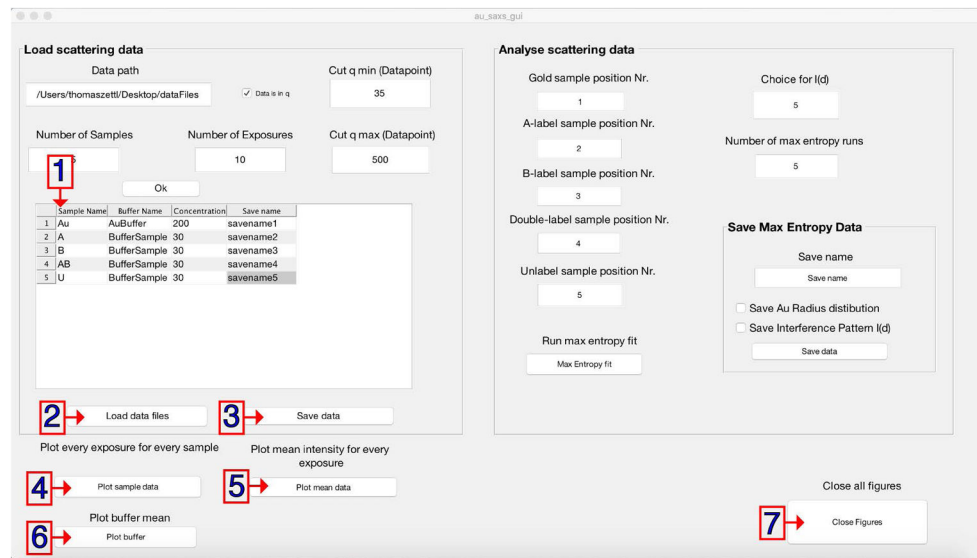 au_saxs_gui
Load scattering data
Data path
Cut q min (Datapoint)
/Users/thomaszettl/Desktop/dataFiles
Data is in q
35
Number of Samples
Number of Exposures
Cut q max (Datapoint)
10
500
1
Ok
Sample Name Buffer Name Concentration Save name
1 Au AuBuffer 200 savename1
2 A BufferSample 30 savename2
3 B BufferSample 30 savename3
4 AB BufferSample 30 savename4
5 U BufferSample 30 savename5
2 Load data files
3 Save data
Plot every exposure for every sample
Plot mean intensity for every
exposure
4 Plot sample data
5 Plot mean data
Plot buffer mean
6 Plot buffer
Analyse scattering data
Gold sample position Nr.
1
A-label sample position Nr.
2
B-label sample position Nr.
3
Double-label sample position Nr.
4
Unlabel sample position Nr.
5
Run max entropy fit
Max Entropy fit
Choice for I(d)
5
Number of max entropy runs
5
Save Max Entropy Data
Save name
Save name
Save Au Radius distibution
Save Interference Pattern I(d)
Save data
Close all figures
7 Close Figures